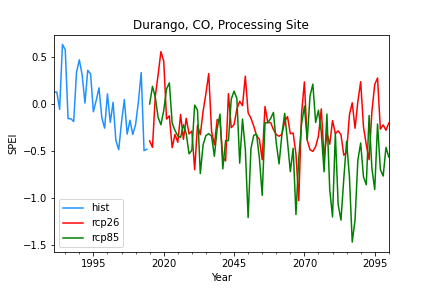 Durango, CO, Processing Site
SPEI
0.5
0.0
−0.5
−1.0
−1.5
hist
rcp26
rcp85
1995
2020
2045
2070
2095
Year